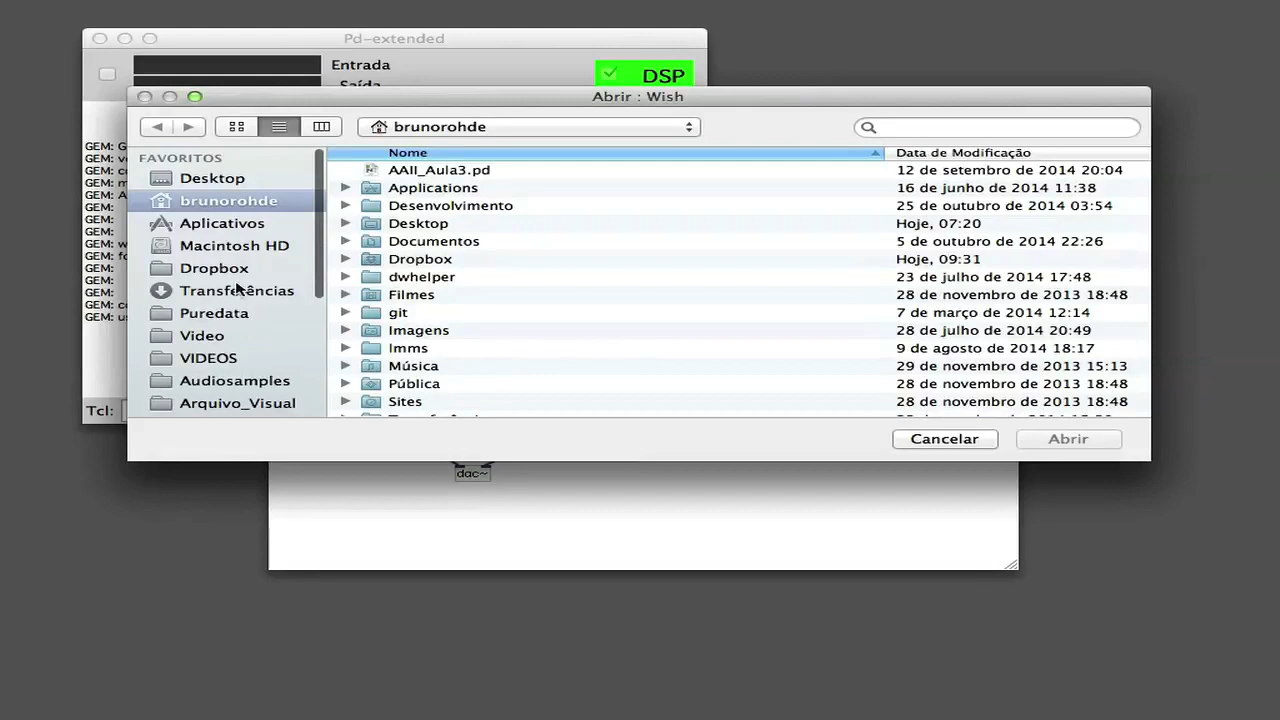 Pd-extended
Entrada
Saída
DSP
Abrir : Wish
brunorohde
FAVORITOS
Desktop
brunorohde
Aplicativos
Macintosh HD
Dropbox
Transferências
Puredata
Video
VIDEOS
Audiosamples
Arquivo_Visual
Nome Data de Modificação
AAII_Aula3.pd 12 de setembro de 2014 20:04
Applications 16 de junho de 2014 11:38
Desenvolvimento 25 de outubro de 2014 03:54
Desktop Hoje, 07:20
Documentos 5 de outubro de 2014 22:26
Dropbox Hoje, 09:31
dwhelper 23 de julho de 2014 17:48
Filmes 28 de novembro de 2013 18:48
git 7 de março de 2014 12:14
Imagens 28 de julho de 2014 20:49
lmms 9 de agosto de 2014 18:17
Música 29 de novembro de 2013 15:13
Pública 28 de novembro de 2013 18:48
Sites 28 de novembro de 2013 18:48
GEM: G
GEM: v
GEM: c
GEM: m
GEM: A
GEM:
GEM:
GEM: w
GEM: fo
GEM:
GEM:
GEM: c
GEM: u
Tcl:
Cancelar
Abrir
dac~